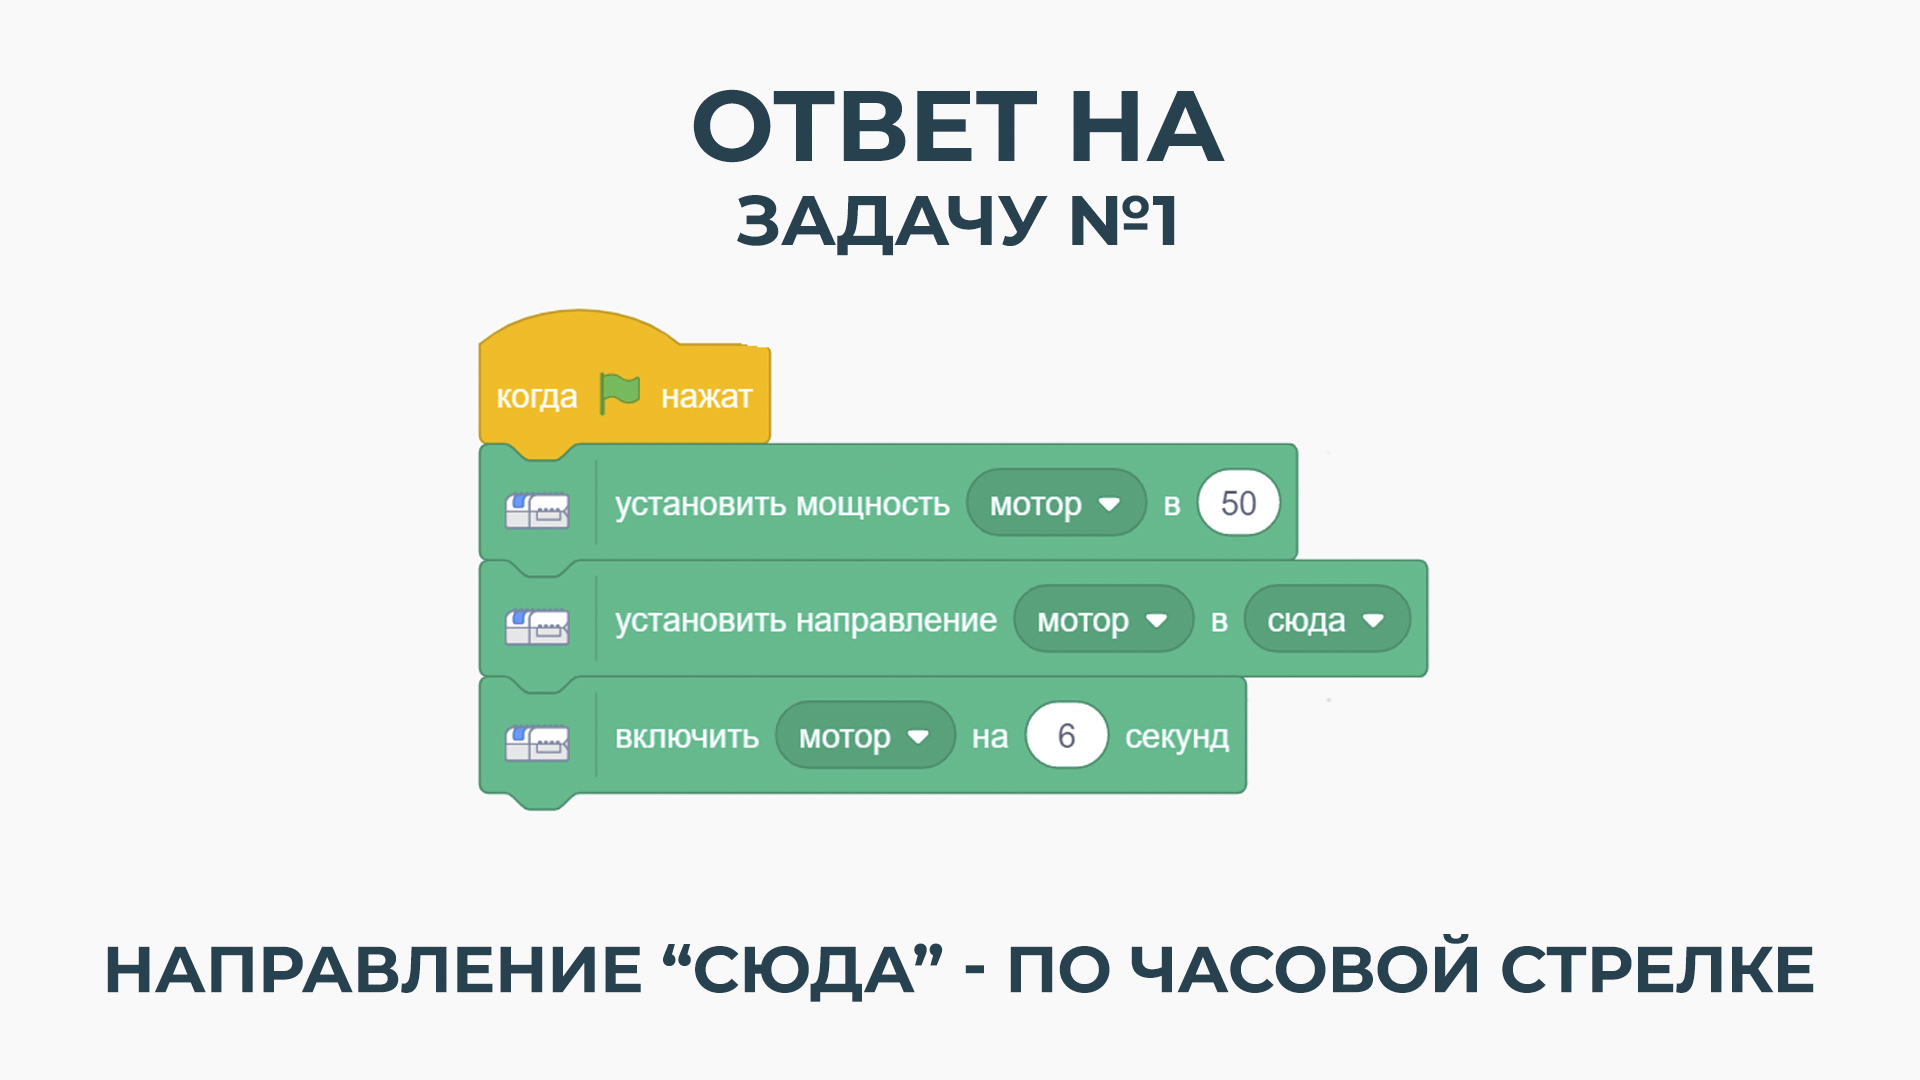 ОТВЕТ НА
ЗАДАЧУ №1
когда нажат
установить мощность мотор в 50
установить направление мотор в сюда
включить мотор на 6 секунд
НАПРАВЛЕНИЕ “СЮДА” - ПО ЧАСОВОЙ СТРЕЛКЕ